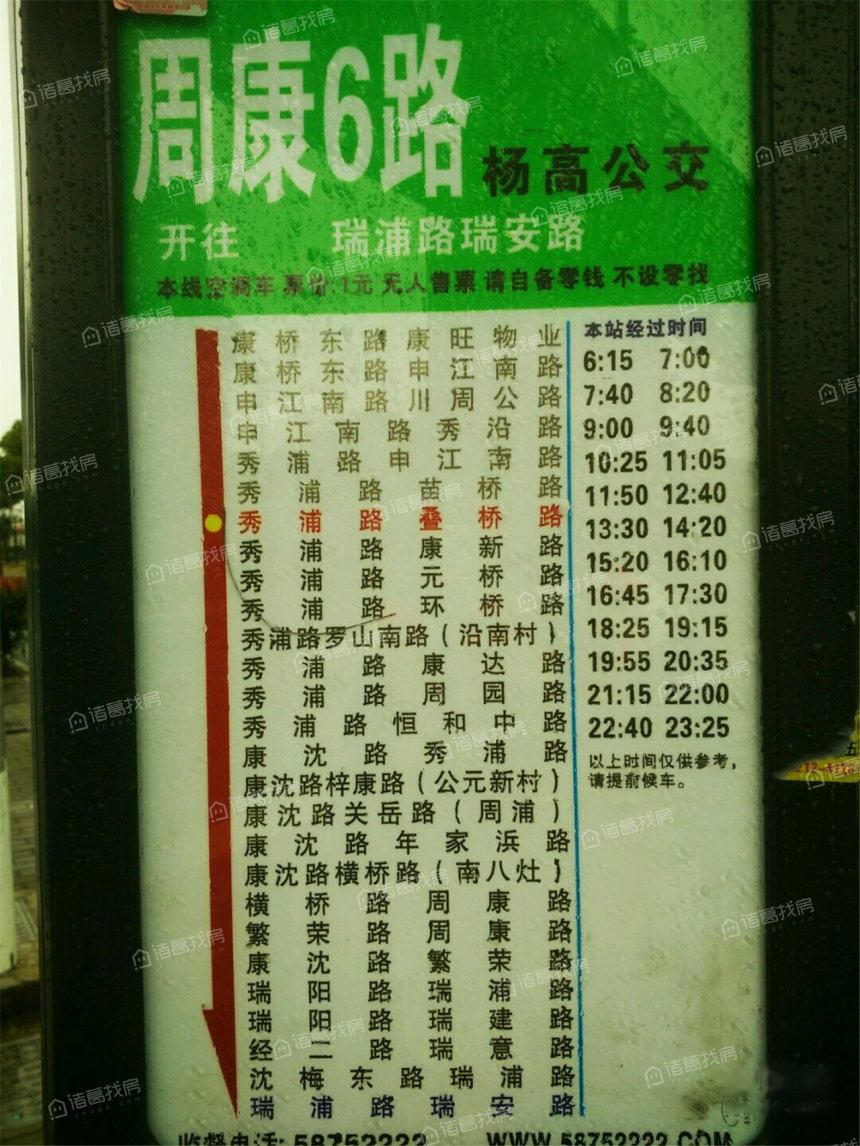 周康6路
杨高公交
开往 瑞浦路瑞安路
本线空调车 票价:1元 无人售票 请自备零钱 不设零找
康桥东路康旺物业
康桥东路申江南路
申江南路川周公路
申江南路秀沿路
秀浦路申江南路
秀浦路苗桥路
秀浦路叠桥路
秀浦路康新路
秀浦路元桥路
秀浦路环桥路
秀浦路罗山南路(沿南村)
秀浦路康达路
秀浦路周园路
秀浦路恒和中路
康沈路秀浦路
康沈路梓康路(公元新村)
康沈路关岳路(周浦)
康沈路年家浜路
康沈路横桥路(南八灶)
横桥路周康路
繁荣路周康路
康沈路繁荣路
瑞阳路瑞浦路
瑞阳路瑞建路
经二路瑞意路
沈梅东路瑞浦路
瑞浦路瑞安路
本站经过时间
6:15 7:00
7:40 8:20
9:00 9:40
10:25 11:05
11:50 12:40
13:30 14:20
15:20 16:10
16:45 17:30
18:25 19:15
19:55 20:35
21:15 22:00
22:40 23:25
以上时间仅供参考,
请提前候车。
监督电话: 58752222 WWW.58752222.COM
诸葛找房